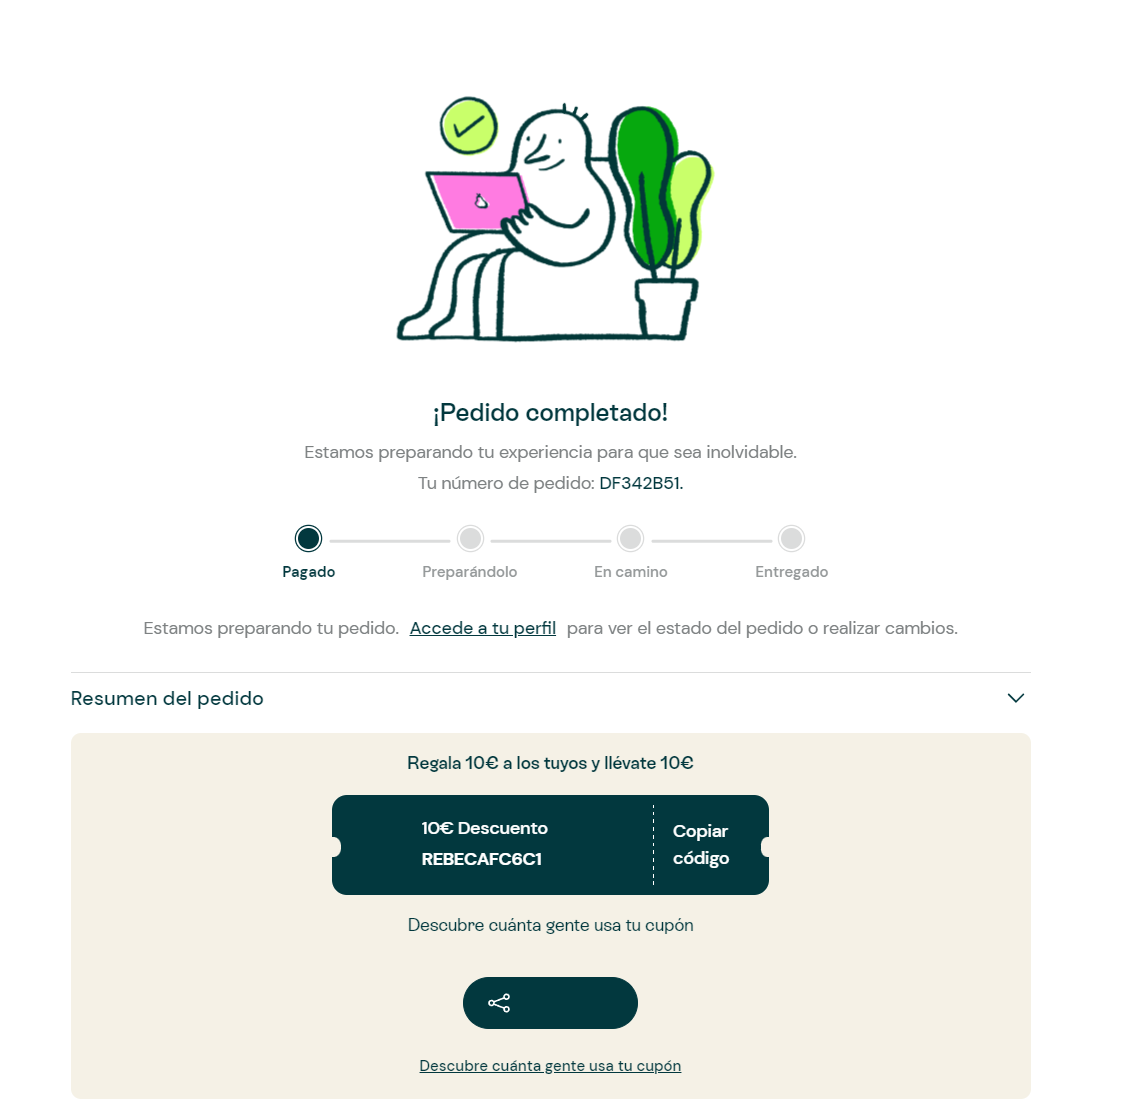 ¡Pedido completado!
Estamos preparando tu experiencia para que sea inolvidable.
Tu número de pedido: DF342B51.
Pagado
Preparándolo
En camino
Entregado
Estamos preparando tu pedido. Accede a tu perfil para ver el estado del pedido o realizar cambios.
Resumen del pedido
Regala 10€ a los tuyos y llévate 10€
10€ Descuento
REBECAFC6C1
Copiar
código
Descubre cuánta gente usa tu cupón
Descubre cuánta gente usa tu cupón